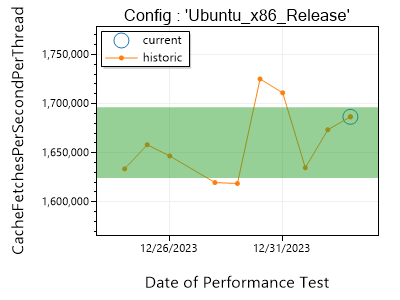 Config : 'Ubuntu_x86_Release'
CacheFetchesPerSecondPerThread
1,750,000
1,700,000
1,650,000
1,600,000
current
historic
12/26/2023
12/31/2023
Date of Performance Test